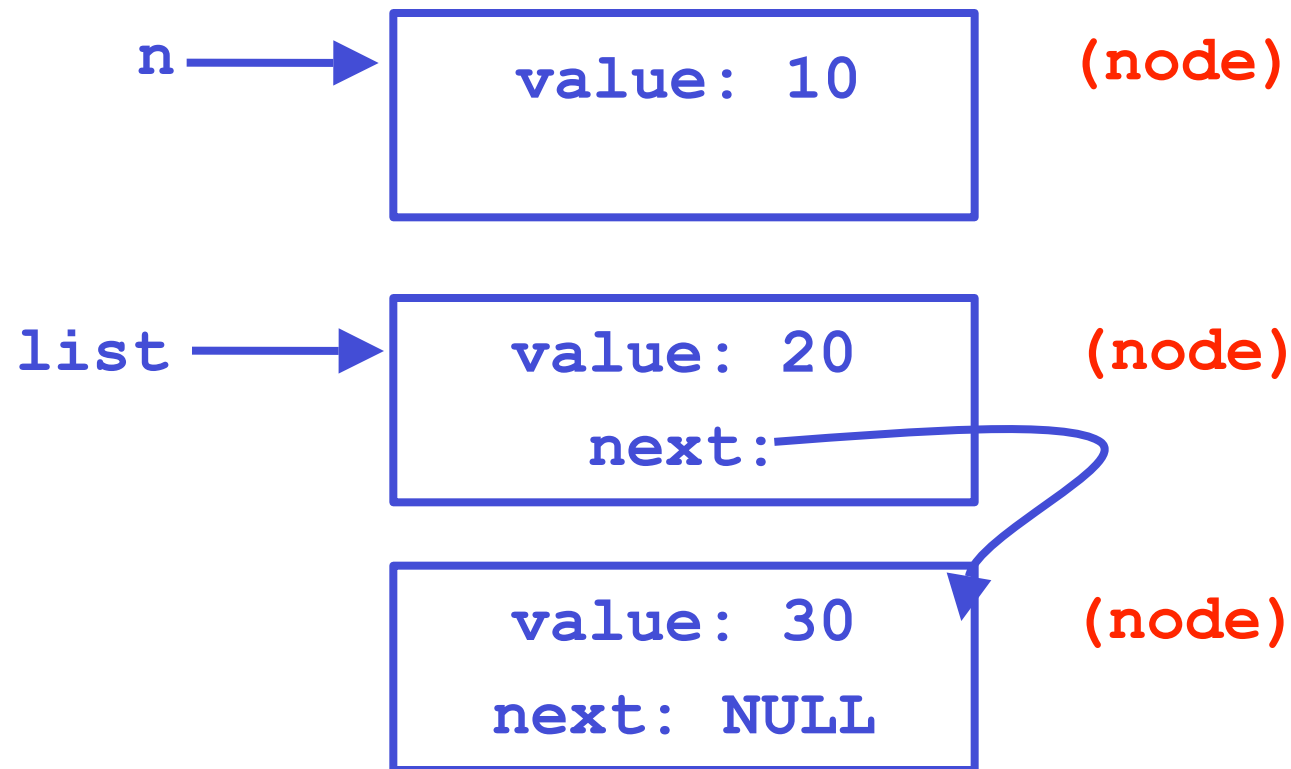 n value: 10 (node)
list value: 20 (node)
next:
value: 30 (node)
next: NULL